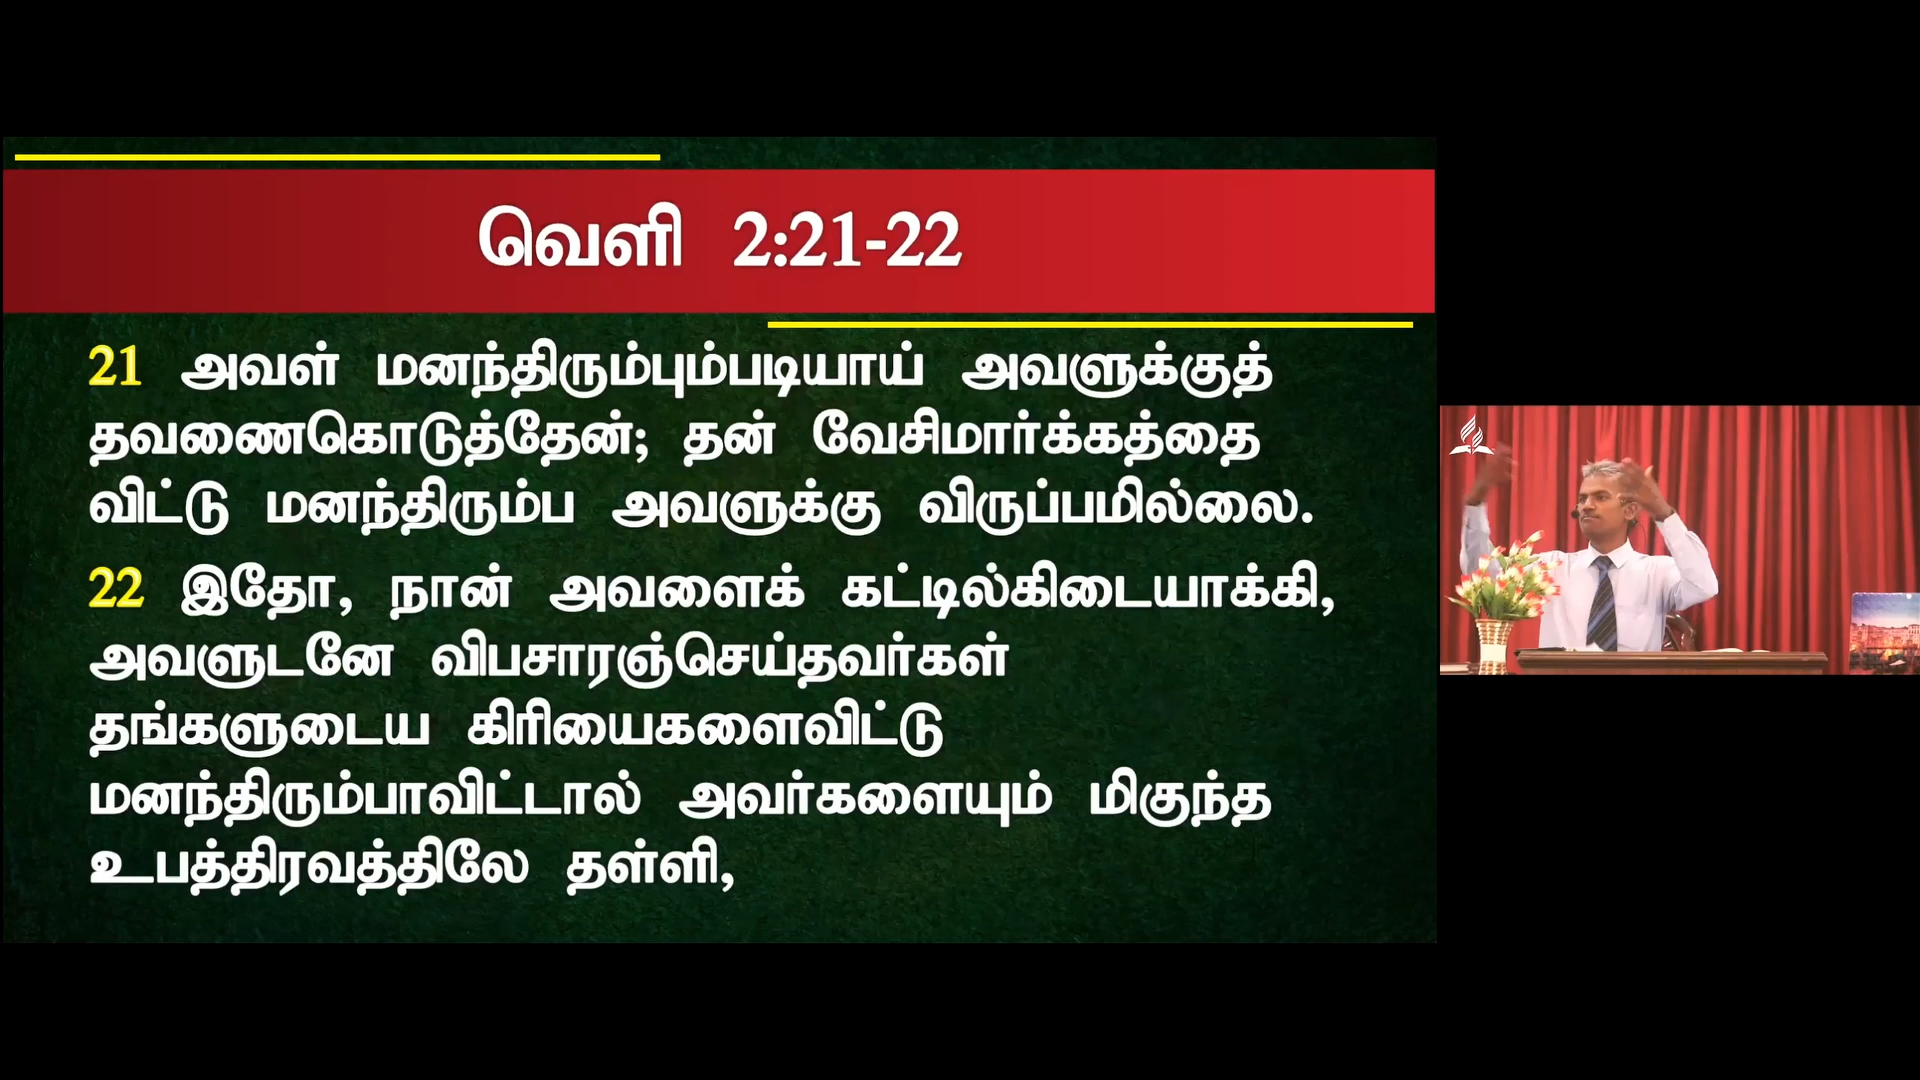 வெளி 2:21-22
21 அவள் மனந்திரும்பும்படியாய் அவளுக்குத்
தவணைகொடுத்தேன்; தன் வேசிமார்க்கத்தை
விட்டு மனந்திரும்ப அவளுக்கு விருப்பமில்லை.
22 இதோ, நான் அவளைக் கட்டில்கிடையாக்கி,
அவளுடனே விபசாரஞ்செய்தவர்கள்
தங்களுடைய கிரியைகளைவிட்டு
மனந்திரும்பாவிட்டால் அவர்களையும் மிகுந்த
உபத்திரவத்திலே தள்ளி,